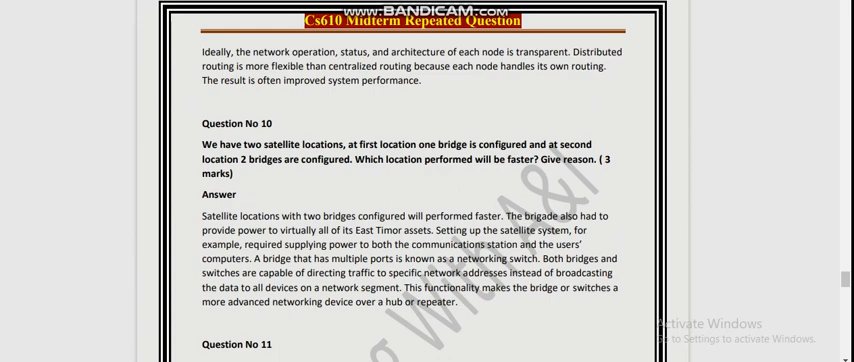 WWW.BANDICAM.COM
Cs610 Midterm Repeated Question
Ideally, the network operation, status, and architecture of each node is transparent. Distributed
routing is more flexible than centralized routing because each node handles its own routing.
The result is often improved system performance.
Question No 10
We have two satellite locations, at first location one bridge is configured and at second
location 2 bridges are configured. Which location performed will be faster? Give reason. ( 3
marks)
Answer
Satellite locations with two bridges configured will performed faster. The brigade also had to
provide power to virtually all of its East Timor assets. Setting up the satellite system, for
example, required supplying power to both the communications station and the users’
computers. A bridge that has multiple ports is known as a networking switch. Both bridges and
switches are capable of directing traffic to specific network addresses instead of broadcasting
the data to all devices on a network segment. This functionality makes the bridge or switches a
more advanced networking device over a hub or repeater.
Question No 11
g With A&I
Activate Windows
Go to Settings to activate Windows.